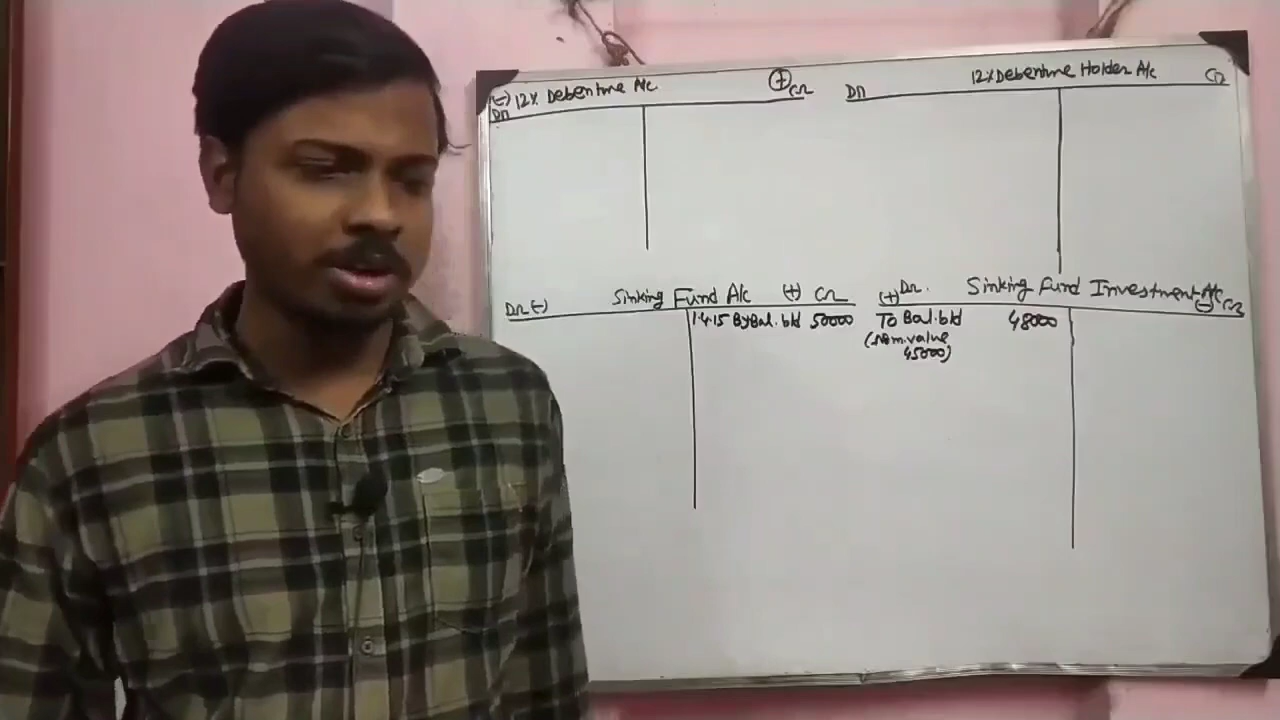 (-) 12% Debenture A/c (+) Cr
Dr
Dr 12% Debenture Holder A/c Cr
Dr (-) Sinking Fund A/c (+) Cr
1.4.15 By Bal. b/d 50000
(+) Dr. Sinking Fund Investment A/c (-) Cr
To Bal. b/d 48000
(Nom. value
45000)